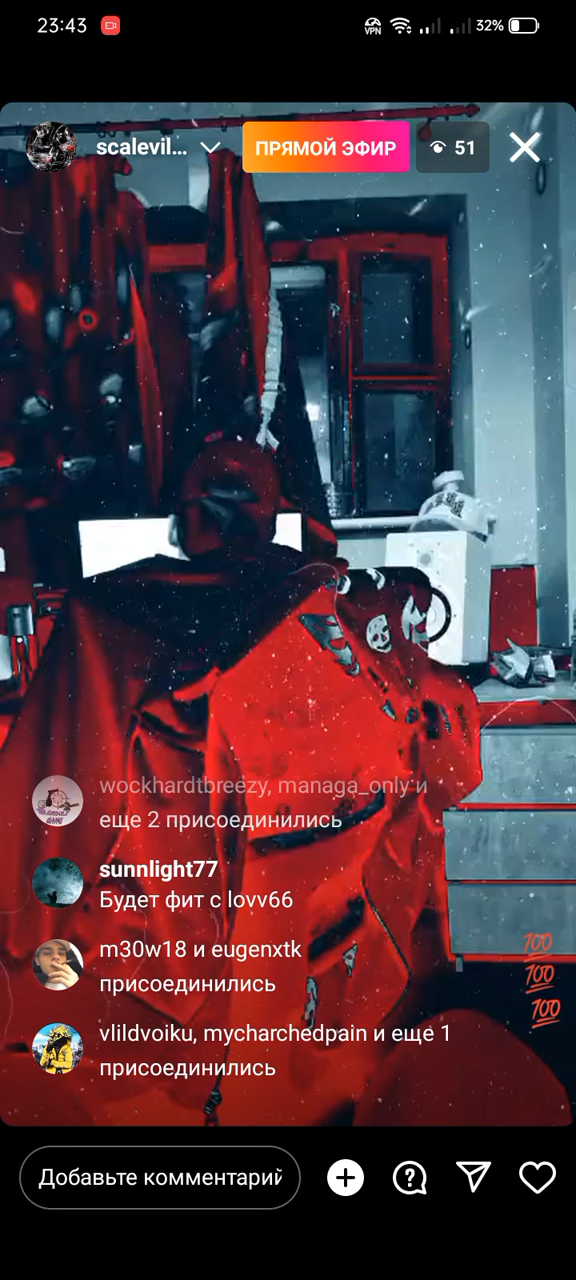 23:43
VPN
32%
scalevil...
ПРЯМОЙ ЭФИР
51
wockhardtbreezy, managa_only и
еще 2 присоединились
sunnlight77
Будет фит с lovv66
m30w18 и eugenxtk
присоединились
vlildvoiku, mycharchedpain и еще 1
присоединились
100
100
100
Добавьте комментарий